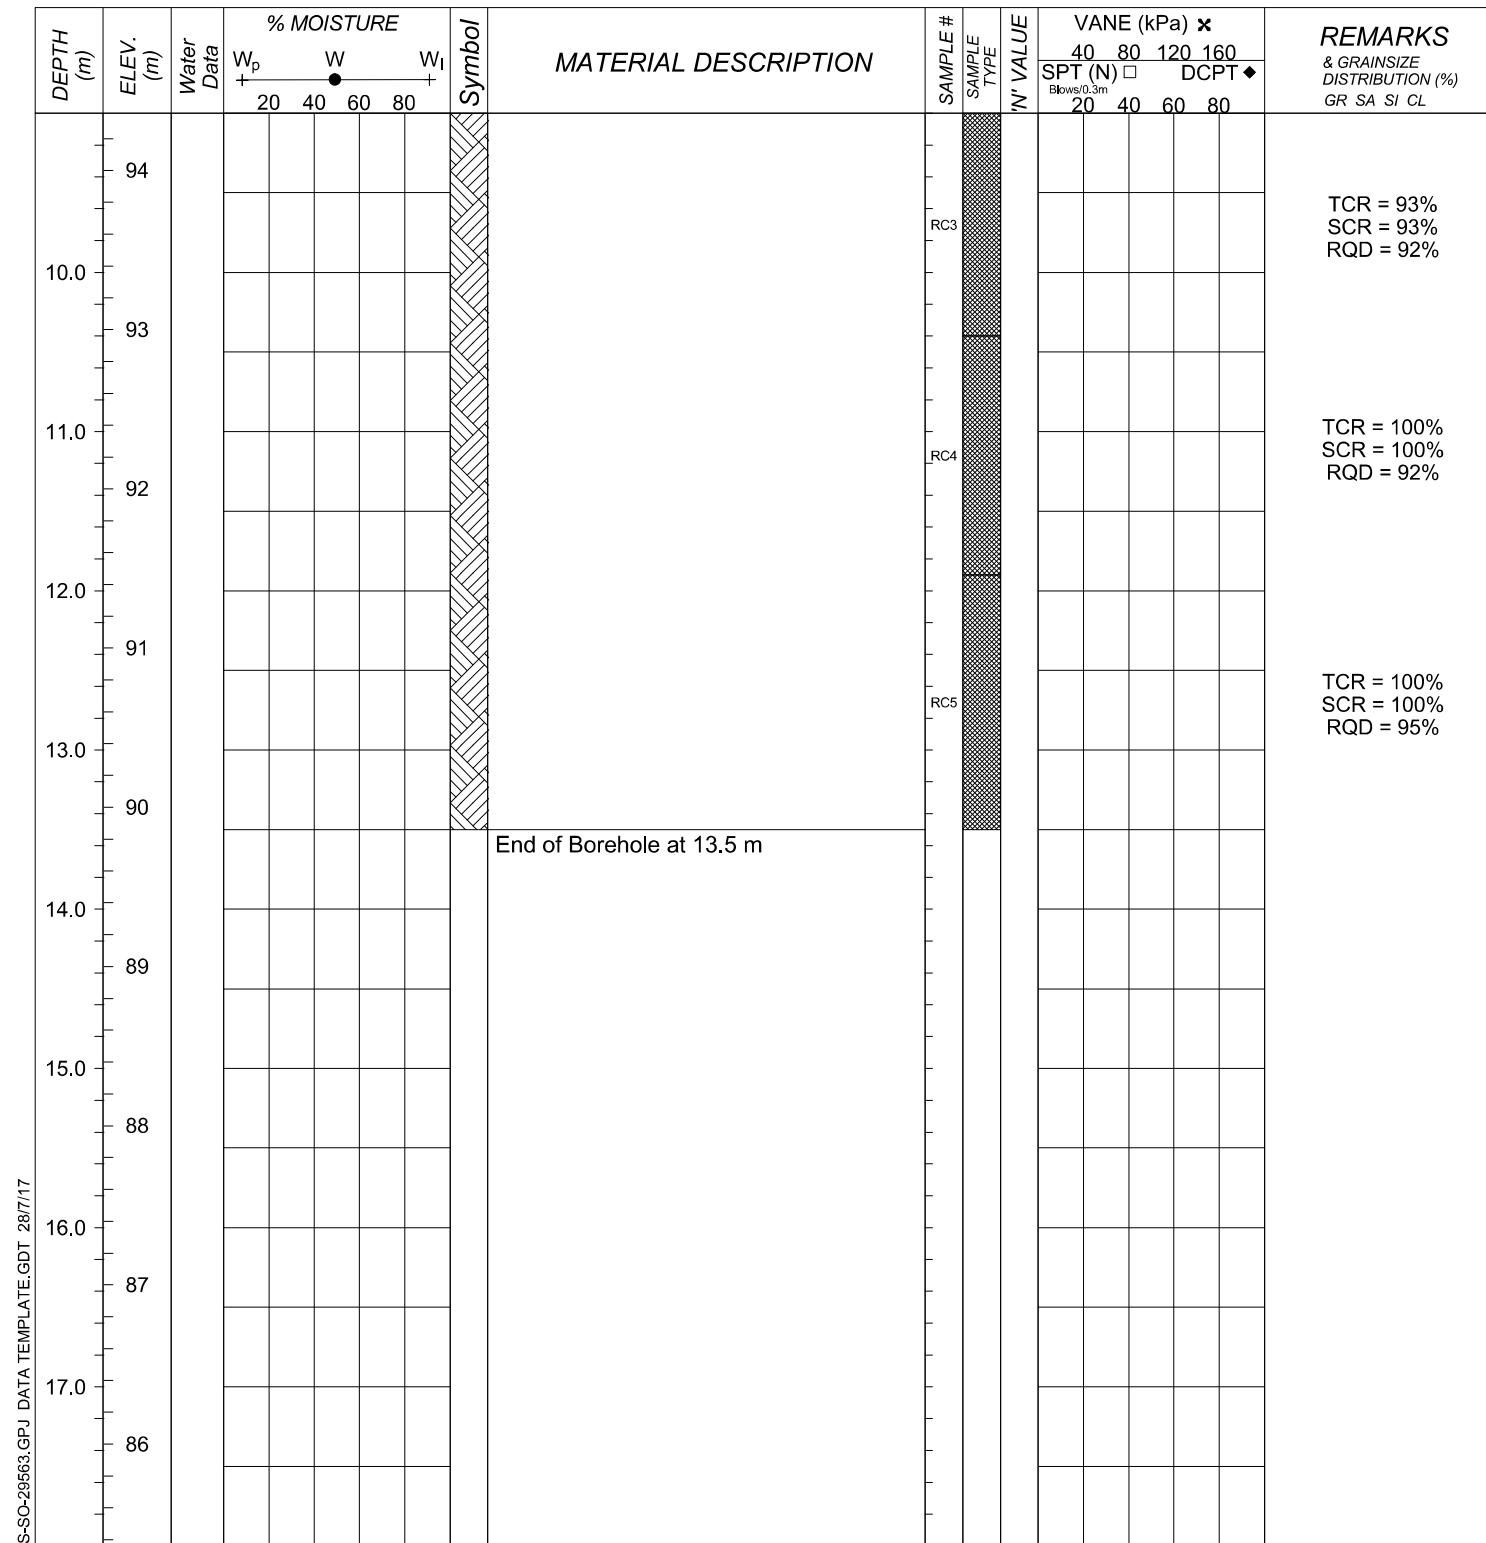 DEPTH (m)
ELEV. (m)
Water Data
% MOISTURE
Wp W Wl
20 40 60 80
Symbol
MATERIAL DESCRIPTION
SAMPLE #
SAMPLE TYPE
'N' VALUE
VANE (kPa) ✖
40 80 120 160
SPT (N) □ DCPT ◆
Blows/0.3m
20 40 60 80
REMARKS
& GRAINSIZE
DISTRIBUTION (%)
GR SA SI CL
94
RC3
TCR = 93%
SCR = 93%
RQD = 92%
10.0
93
11.0
RC4
TCR = 100%
SCR = 100%
RQD = 92%
92
12.0
91
RC5
TCR = 100%
SCR = 100%
RQD = 95%
13.0
90
End of Borehole at 13.5 m
14.0
89
15.0
88
16.0
87
17.0
86
S-SO-29563.GPJ DATA TEMPLATE.GDT 28/7/17